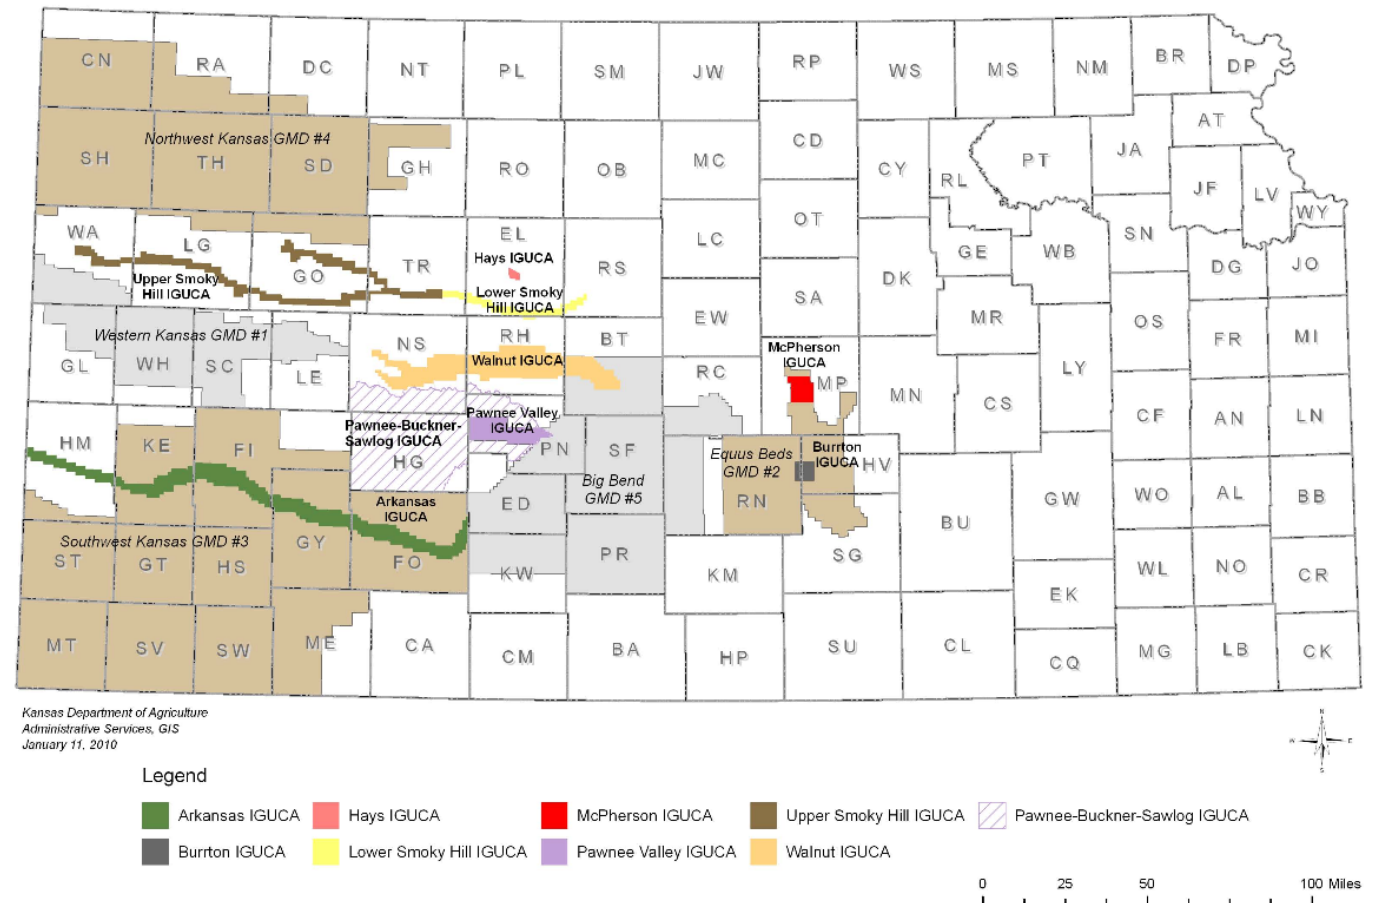 CN
RA
DC
NT
PL
SM
JW
RP
WS
MS
NM
BR
DP
Northwest Kansas GMD #4
SH
TH
SD
GH
RO
OB
MC
CD
CY
RL
PT
JA
AT
JF
LV
WY
WA
LG
GO
TR
EL
RS
LC
OT
SA
DK
GE
WB
SN
DG
JO
Hays IGUCA
Upper Smoky
Hill IGUCA
Lower Smoky
Hill IGUCA
Western Kansas GMD #1
GL
WH
SC
LE
NS
RH
BT
EW
RC
Walnut IGUCA
McPherson
IGUCA
MP
MR
MN
CS
LY
OS
FR
MI
CF
AN
LN
HM
KE
FI
Pawnee-Buckner-
Sawlog IGUCA
HG
Pawnee Valley
IGUCA
PN
SF
Big Bend
GMD #5
Equus Beds
GMD #2
RN
Burrton
IGUCA
HV
Arkansas
IGUCA
ED
Southwest Kansas GMD #3
ST
GT
HS
GY
FO
KW
PR
KM
SG
BU
GW
WO
AL
BB
WL
NO
CR
EK
MT
SV
SW
ME
CA
CM
BA
HP
SU
CL
CQ
MG
LB
CK
Kansas Department of Agriculture
Administrative Services, GIS
January 11, 2010
N
W
E
S
Legend
Arkansas IGUCA
Hays IGUCA
McPherson IGUCA
Upper Smoky Hill IGUCA
Pawnee-Buckner-Sawlog IGUCA
Burrton IGUCA
Lower Smoky Hill IGUCA
Pawnee Valley IGUCA
Walnut IGUCA
0 25 50 100 Miles